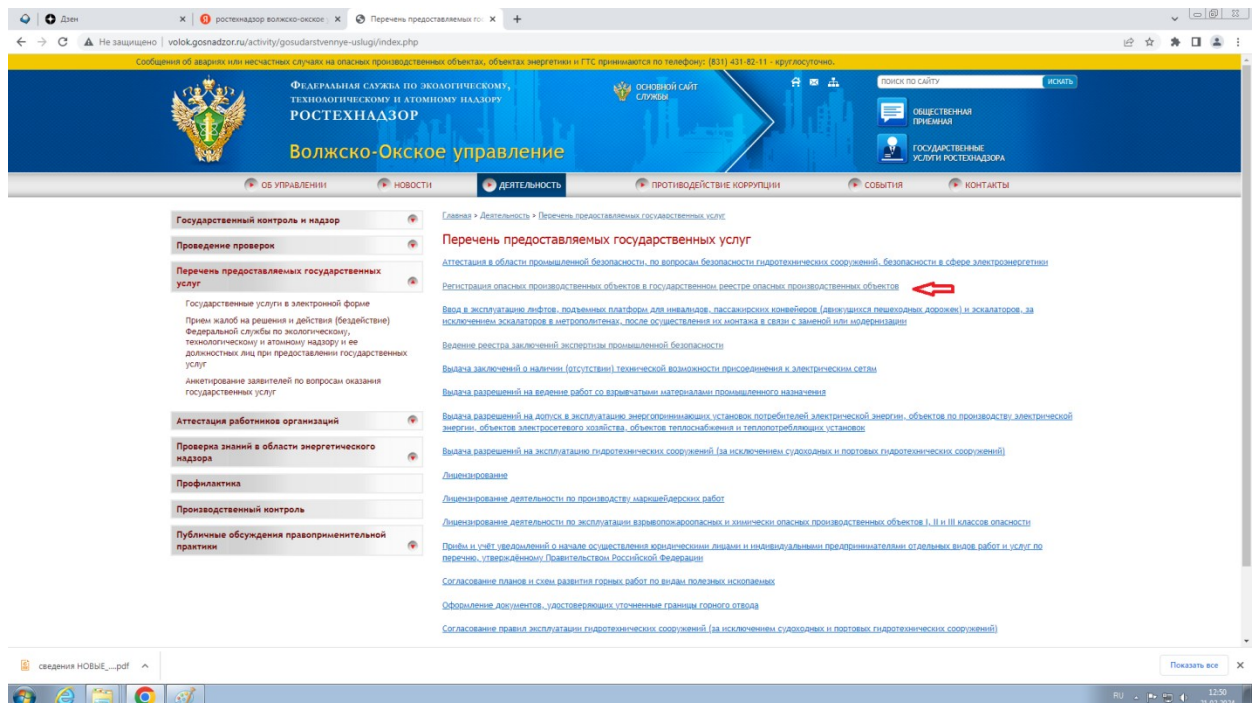 Дзен
ростехнадзор волжско-окское
Перечень предоставляемых гос
Не защищено
volok.gosnadzor.ru/activity/gosudarstvennye-uslugi/index.php
Сообщения об авариях или несчастных случаях на опасных производственных объектах, объектах энергетики и ГТС принимаются по телефону: (831) 431-82-11 - круглосуточно.
Федеральная служба по экологическому,
технологическому и атомному надзору
РОСТЕХНАДЗОР
Волжско-Окское управление
ОСНОВНОЙ САЙТ
СЛУЖБЫ
ПОИСК ПО САЙТУ
ИСКАТЬ
ОБЩЕСТВЕННАЯ
ПРИЕМНАЯ
ГОСУДАРСТВЕННЫЕ
УСЛУГИ РОСТЕХНАДЗОРА
ОБ УПРАВЛЕНИИ
НОВОСТИ
ДЕЯТЕЛЬНОСТЬ
ПРОТИВОДЕЙСТВИЕ КОРРУПЦИИ
СОБЫТИЯ
КОНТАКТЫ
Государственный контроль и надзор
Проведение проверок
Перечень предоставляемых государственных
услуг
Государственные услуги в электронной форме
Прием жалоб на решения и действия (бездействие)
Федеральной службы по экологическому,
технологическому и атомному надзору и ее
должностных лиц при предоставлении государственных
услуг
Анкетирование заявителей по вопросам оказания
государственных услуг
Аттестация работников организаций
Проверка знаний в области энергетического
надзора
Профилактика
Производственный контроль
Публичные обсуждения правоприменительной
практики
Главная > Деятельность > Перечень предоставляемых государственных услуг
Перечень предоставляемых государственных услуг
Аттестация в области промышленной безопасности, по вопросам безопасности гидротехнических сооружений, безопасности в сфере электроэнергетики
Регистрация опасных производственных объектов в государственном реестре опасных производственных объектов
Ввод в эксплуатацию лифтов, подъемных платформ для инвалидов, пассажирских конвейеров (движущихся пешеходных дорожек) и эскалаторов, за
исключением эскалаторов в метрополитенах, после осуществления их монтажа в связи с заменой или модернизации
Ведение реестра заключений экспертизы промышленной безопасности
Выдача заключений о наличии (отсутствии) технической возможности присоединения к электрическим сетям
Выдача разрешений на ведение работ со взрывчатыми материалами промышленного назначения
Выдача разрешений на допуск в эксплуатацию энергопринимающих установок потребителей электрической энергии, объектов по производству электрической
энергии, объектов электросетевого хозяйства, объектов теплоснабжения и теплопотребляющих установок
Выдача разрешений на эксплуатацию гидротехнических сооружений (за исключением судоходных и портовых гидротехнических сооружений)
Лицензирование
Лицензирование деятельности по производству маркшейдерских работ
Лицензирование деятельности по эксплуатации взрывопожароопасных и химически опасных производственных объектов I, II и III классов опасности
Приём и учёт уведомлений о начале осуществления юридическими лицами и индивидуальными предпринимателями отдельных видов работ и услуг по
перечню, утверждённому Правительством Российской Федерации
Согласование планов и схем развития горных работ по видам полезных ископаемых
Оформление документов, удостоверяющих уточненные границы горного отвода
Согласование правил эксплуатации гидротехнических сооружений (за исключением судоходных и портовых гидротехнических сооружений)
сведения НОВЫЕ_....pdf
Показать все
RU
12:50